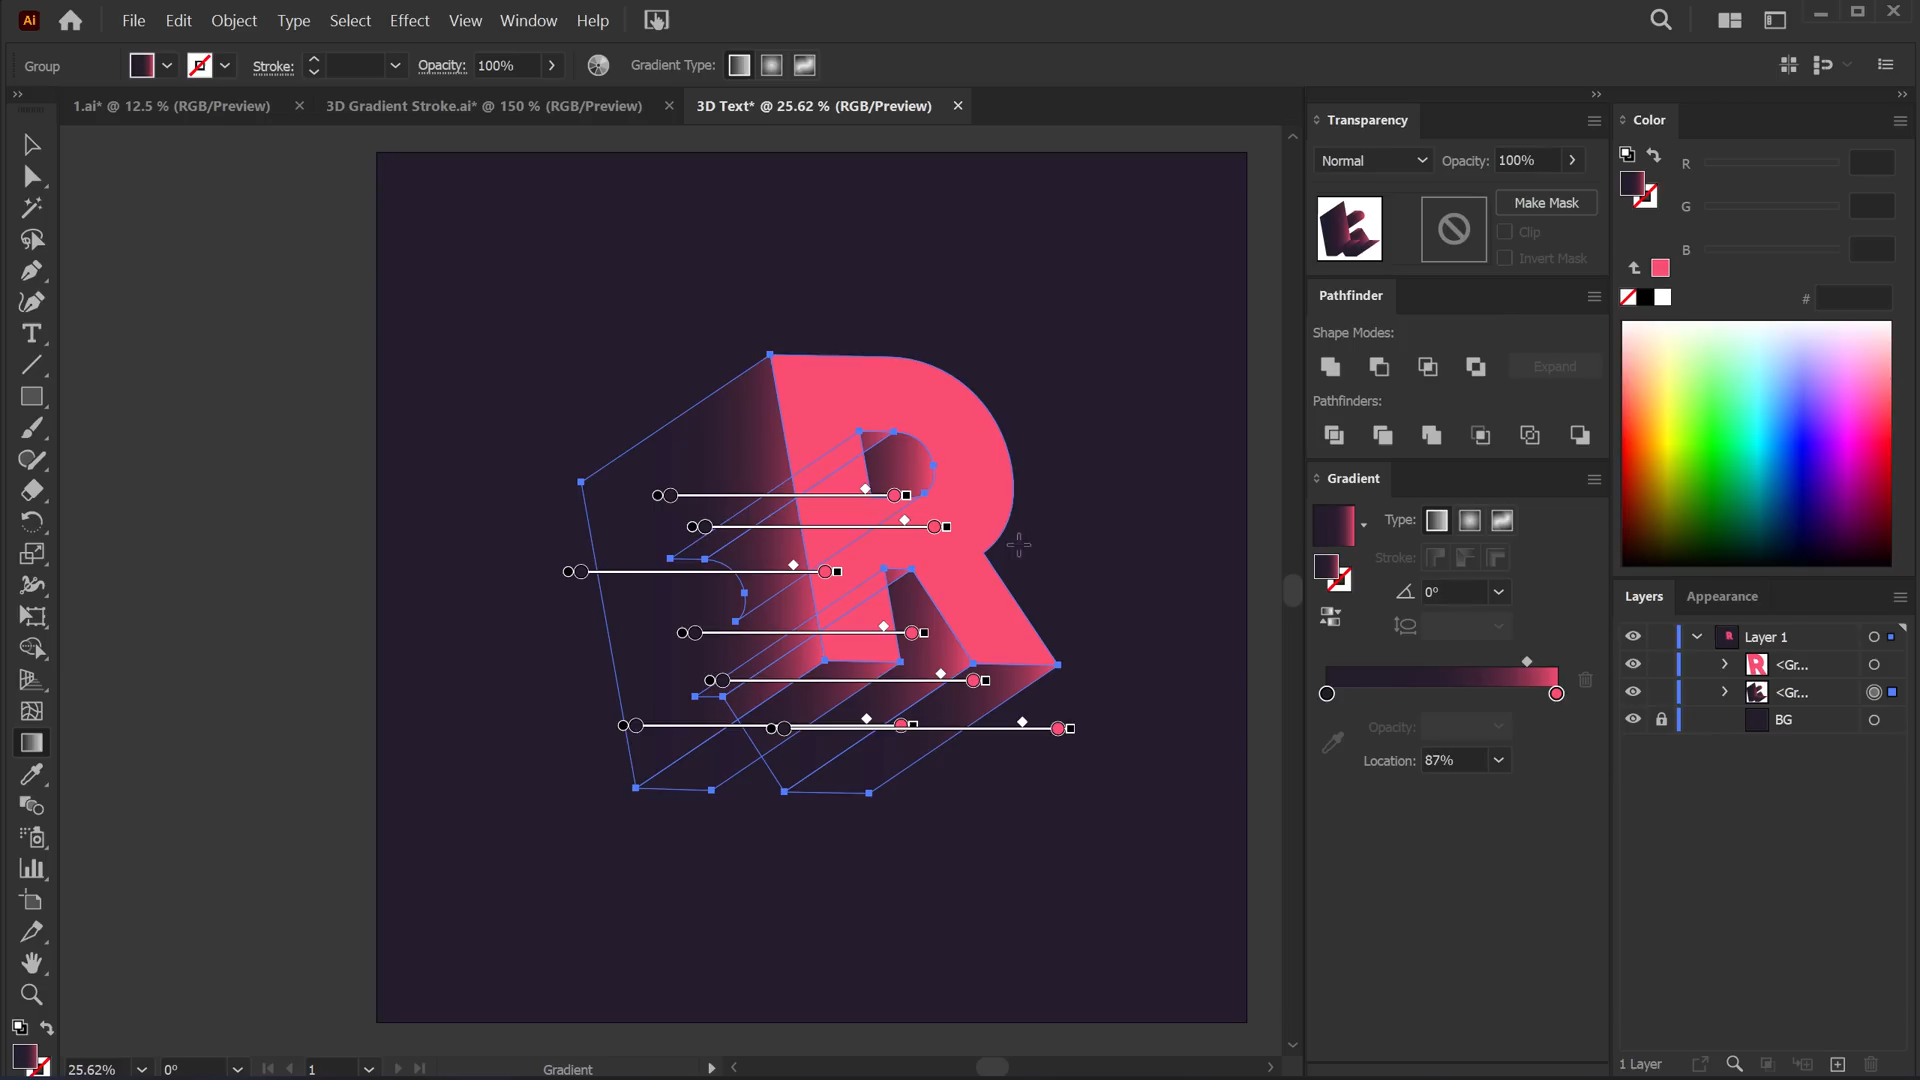 Ai File Edit Object Type Select Effect View Window Help
Group Stroke: Opacity: 100% Gradient Type:
1.ai* @ 12.5 % (RGB/Preview) 3D Gradient Stroke.ai* @ 150 % (RGB/Preview) 3D Text* @ 25.62 % (RGB/Preview)
Transparency
Normal Opacity: 100%
Make Mask
Clip
Invert Mask
Pathfinder
Shape Modes:
Expand
Pathfinders:
Gradient
Type:
Stroke:
0°
Opacity:
Location: 87%
Color
R
G
B
#
Layers Appearance
Layer 1
<Gr...
<Gr...
BG
1 Layer
R
25.62% 0° 1 Gradient